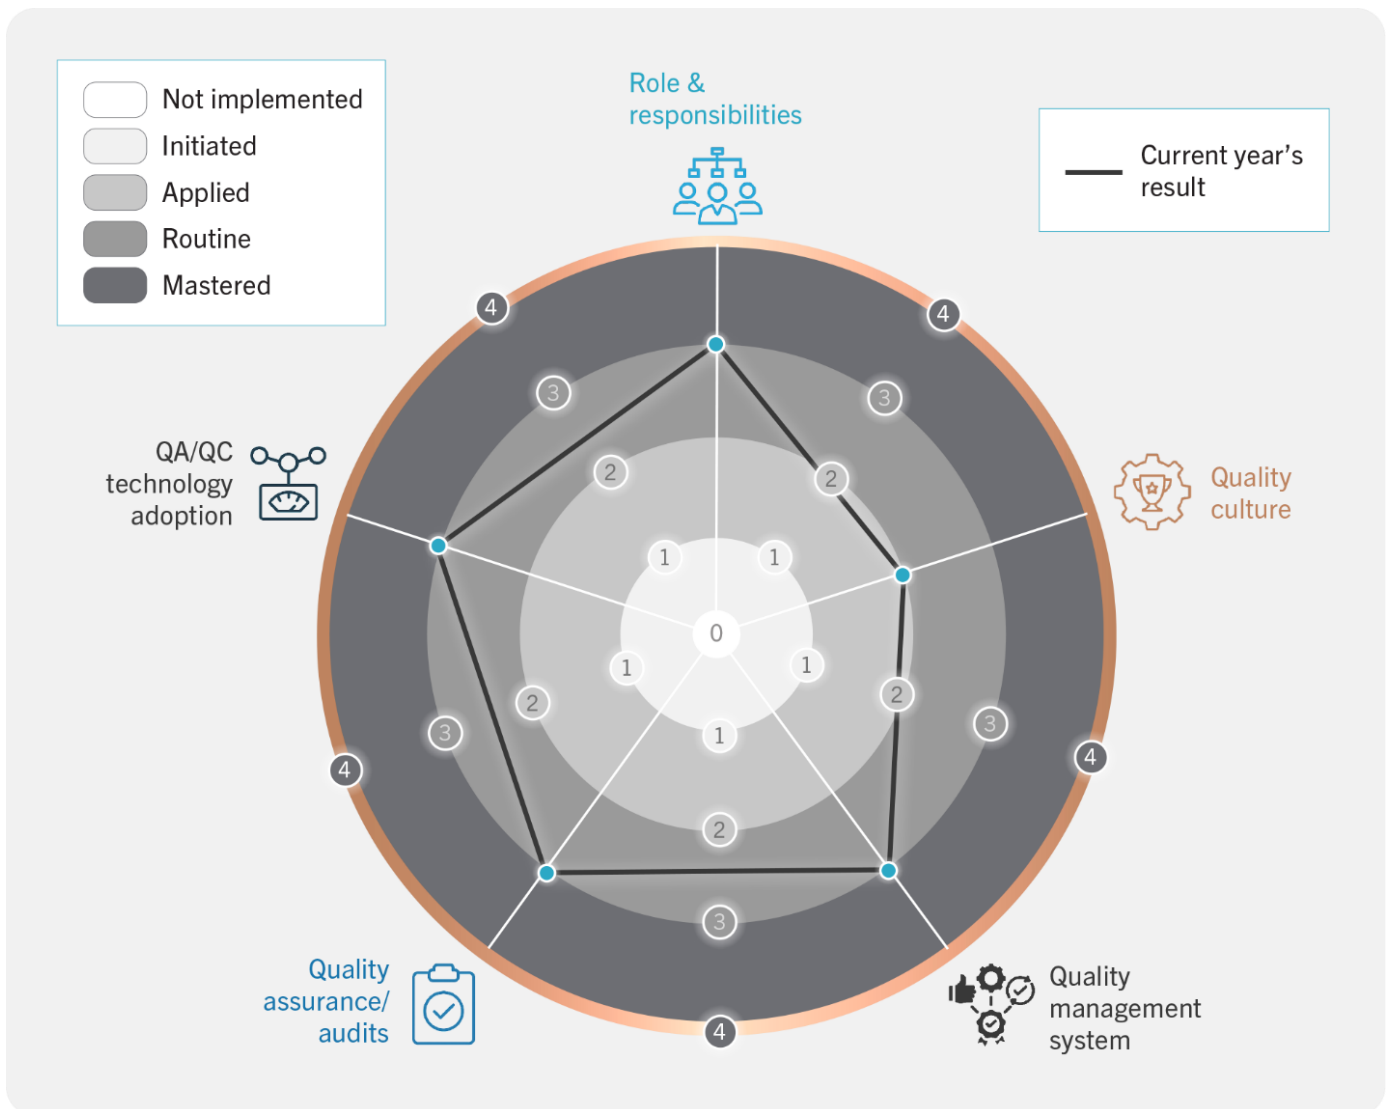 Not implemented
Initiated
Applied
Routine
Mastered
Role &
responsibilities
Current year’s
result
4
4
3
3
QA/QC
technology
adoption
2
2
Quality
culture
1
1
0
1
1
2
2
3
3
1
4
4
2
3
Quality
assurance/
audits
Quality
management
system
4